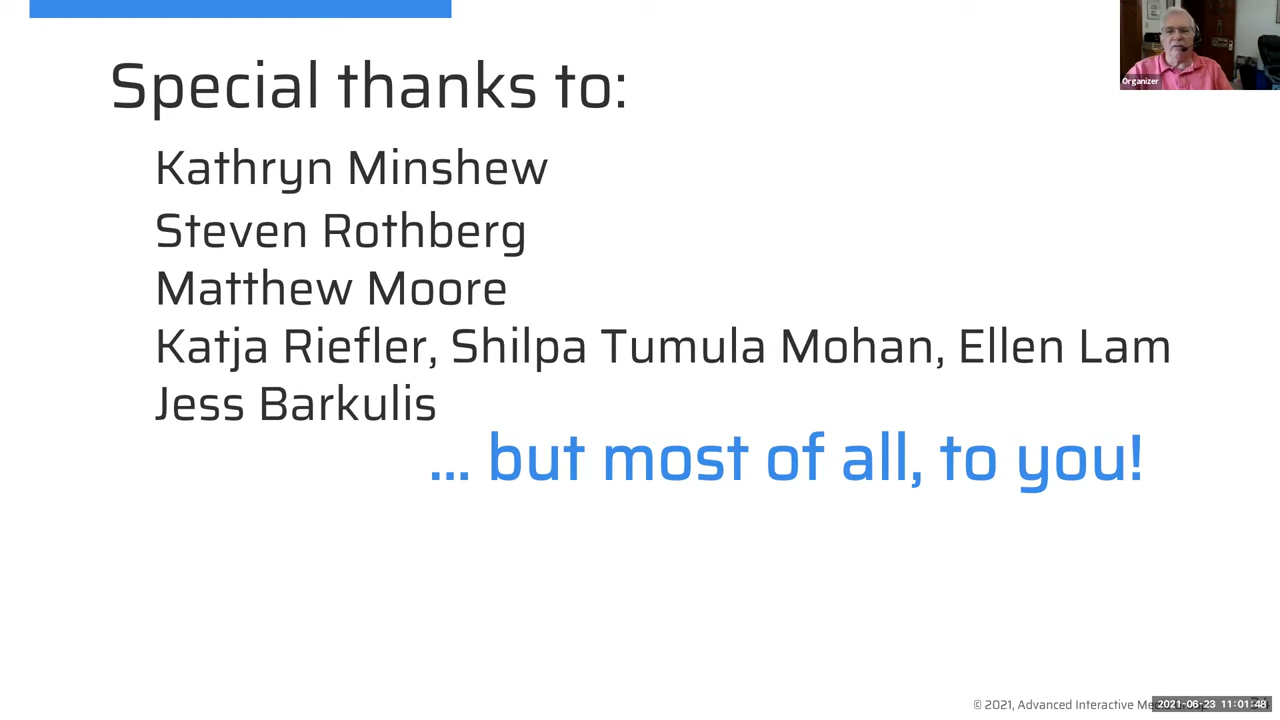 Special thanks to:
Organizer
Kathryn Minshew
Steven Rothberg
Matthew Moore
Katja Riefler, Shilpa Tumula Mohan, Ellen Lam
Jess Barkulis
... but most of all, to you!
© 2021, Advanced Interactive
2021-06-23 11:01:48